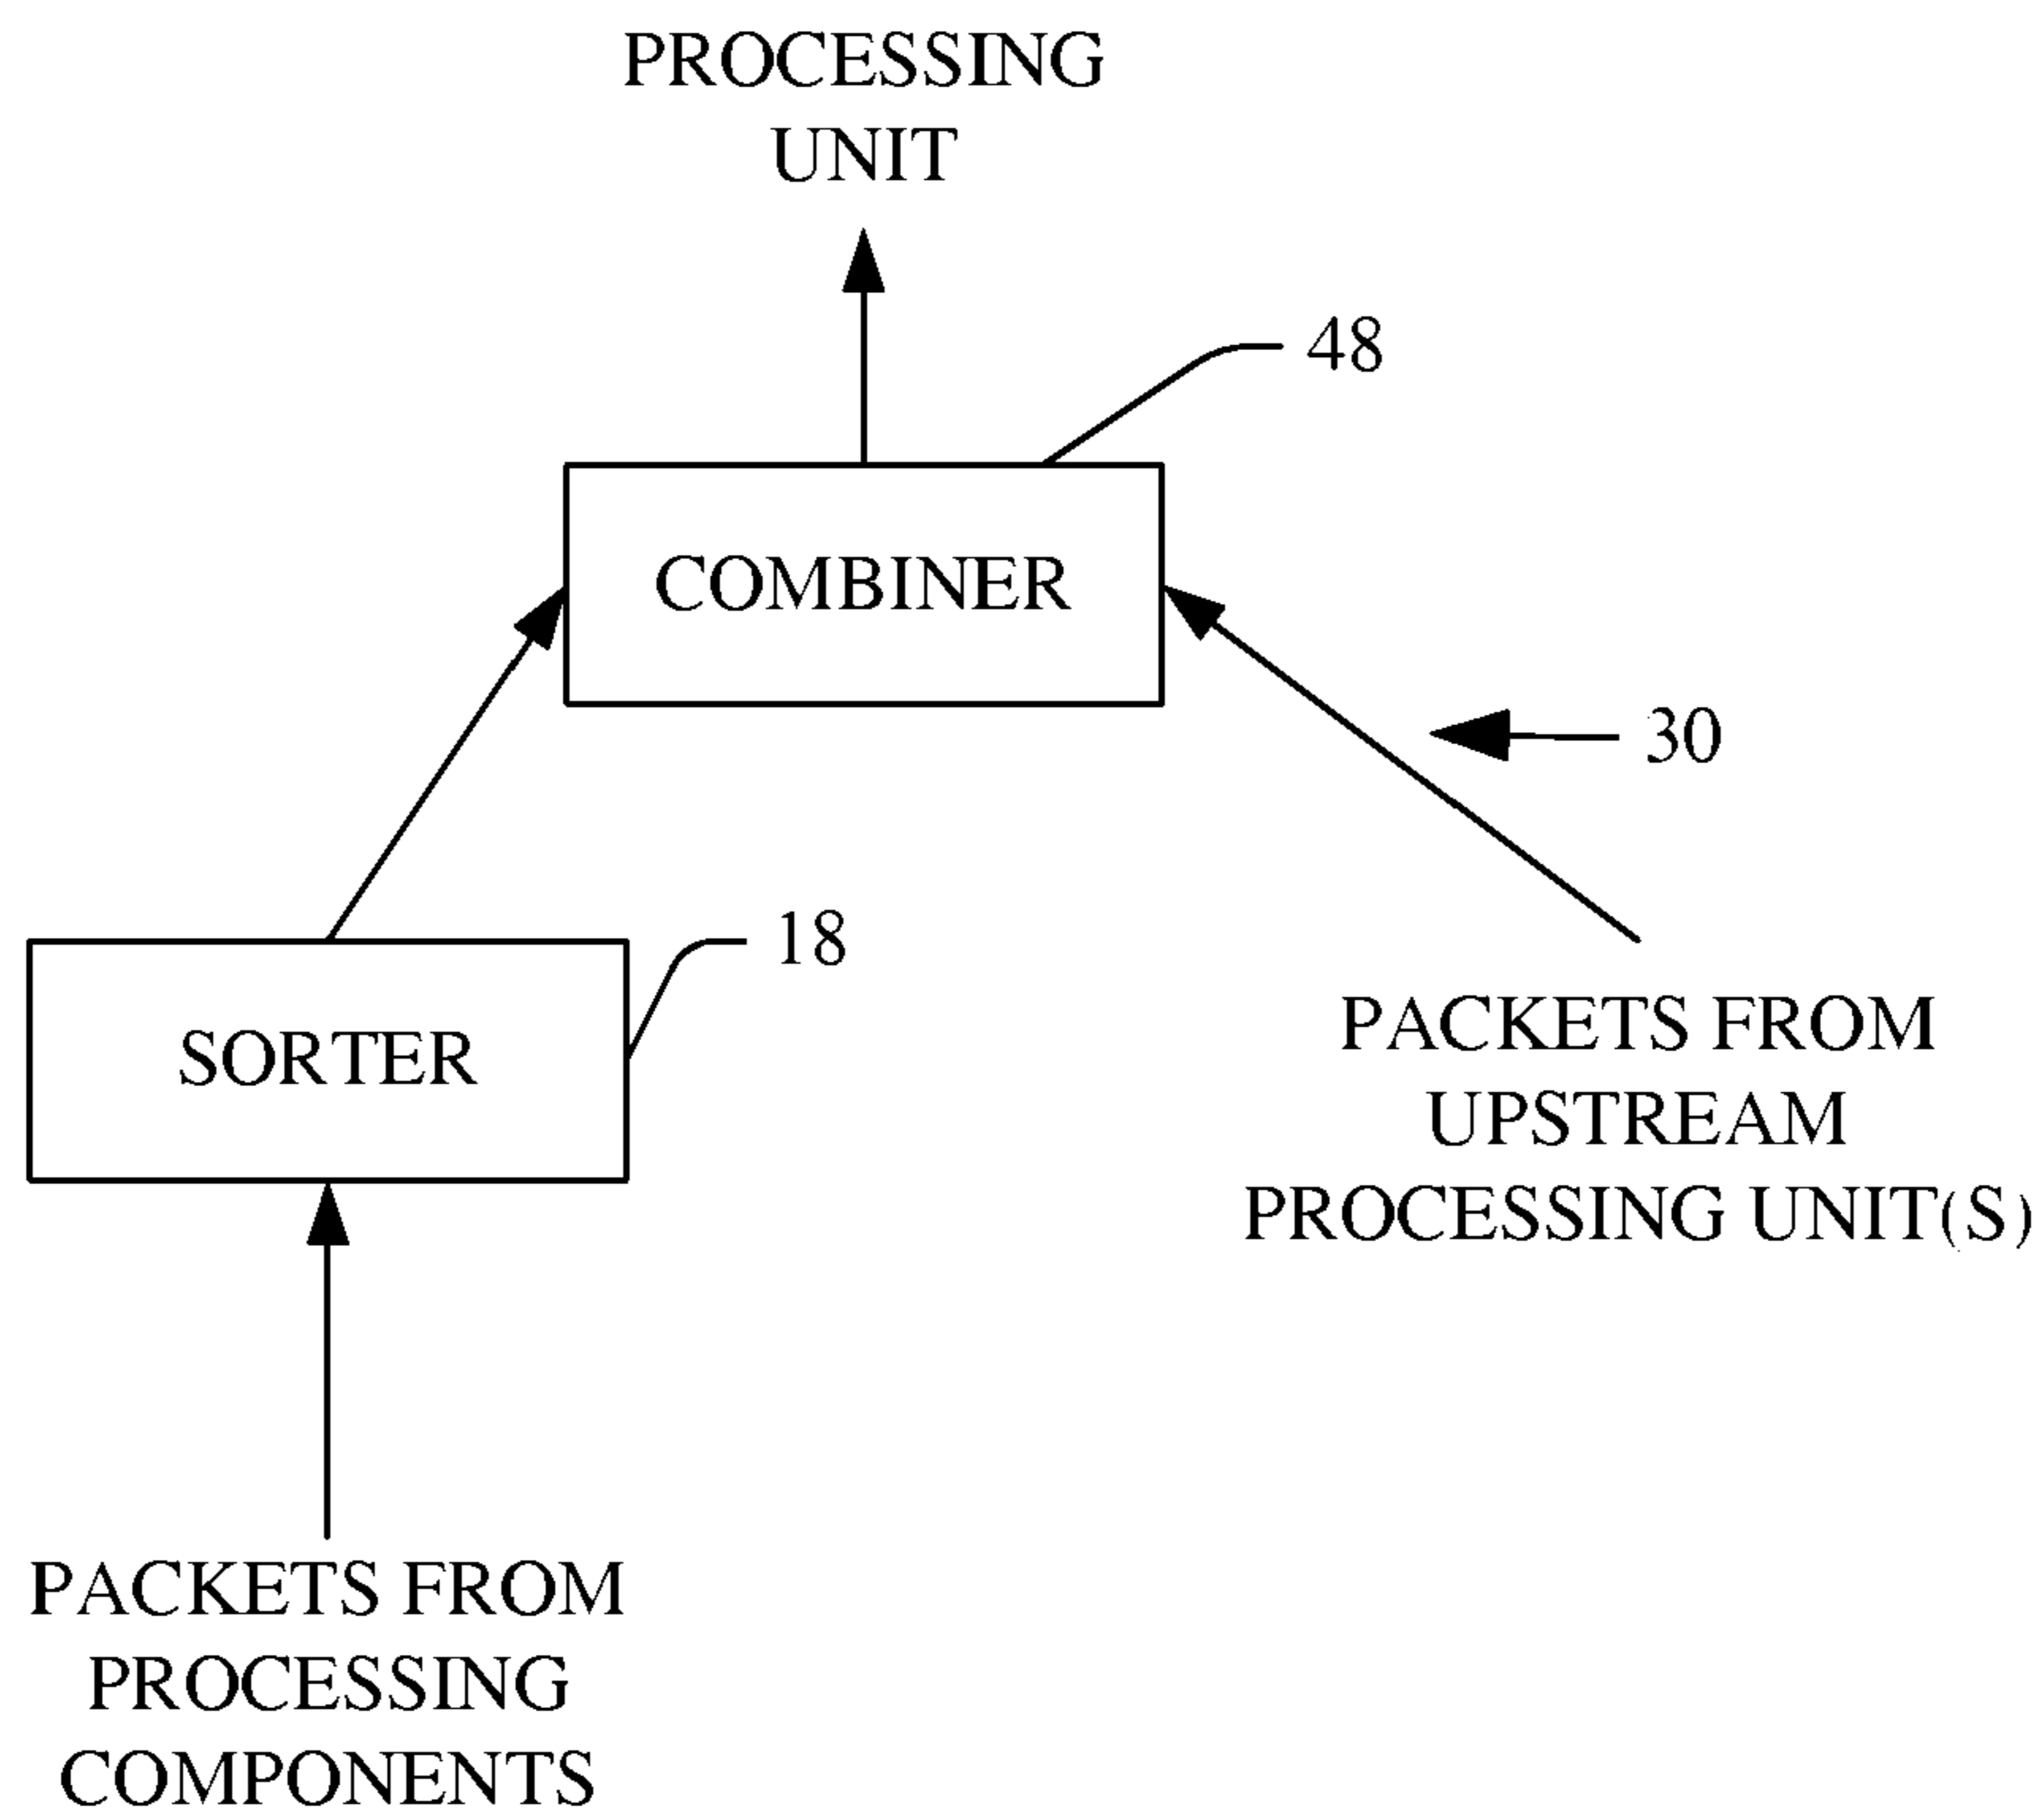 PROCESSING
UNIT
48
COMBINER
30
18
SORTER
PACKETS FROM
UPSTREAM
PROCESSING UNIT(S)
PACKETS FROM
PROCESSING
COMPONENTS